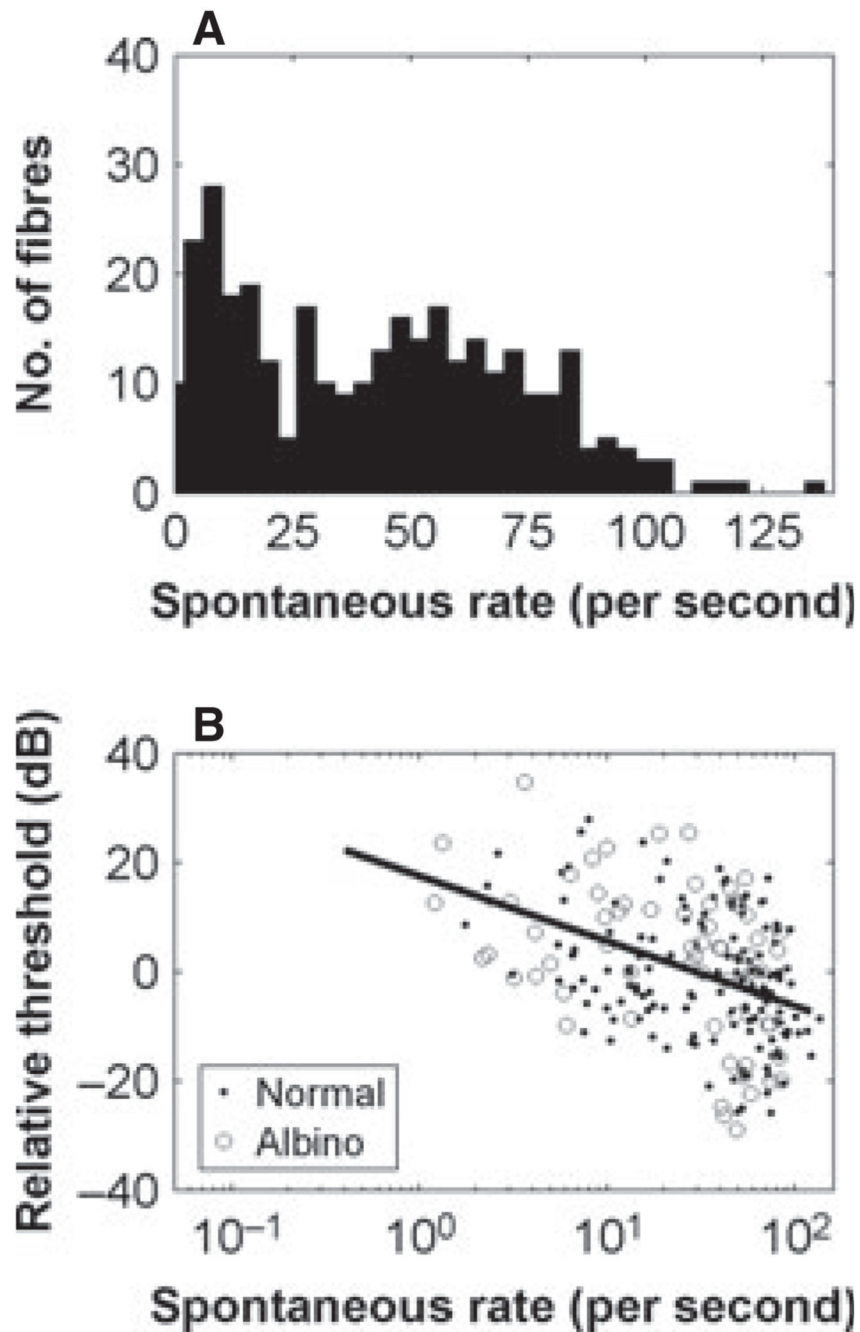 A
40
30
20
10
0
No. of fibres
0 25 50 75 100 125
Spontaneous rate (per second)
B
40
20
0
−20
−40
Relative threshold (dB)
Normal
Albino
10⁻¹ 10⁰ 10¹ 10²
Spontaneous rate (per second)